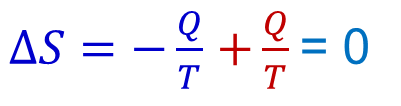 ΔS = −Q/T + Q/T = 0